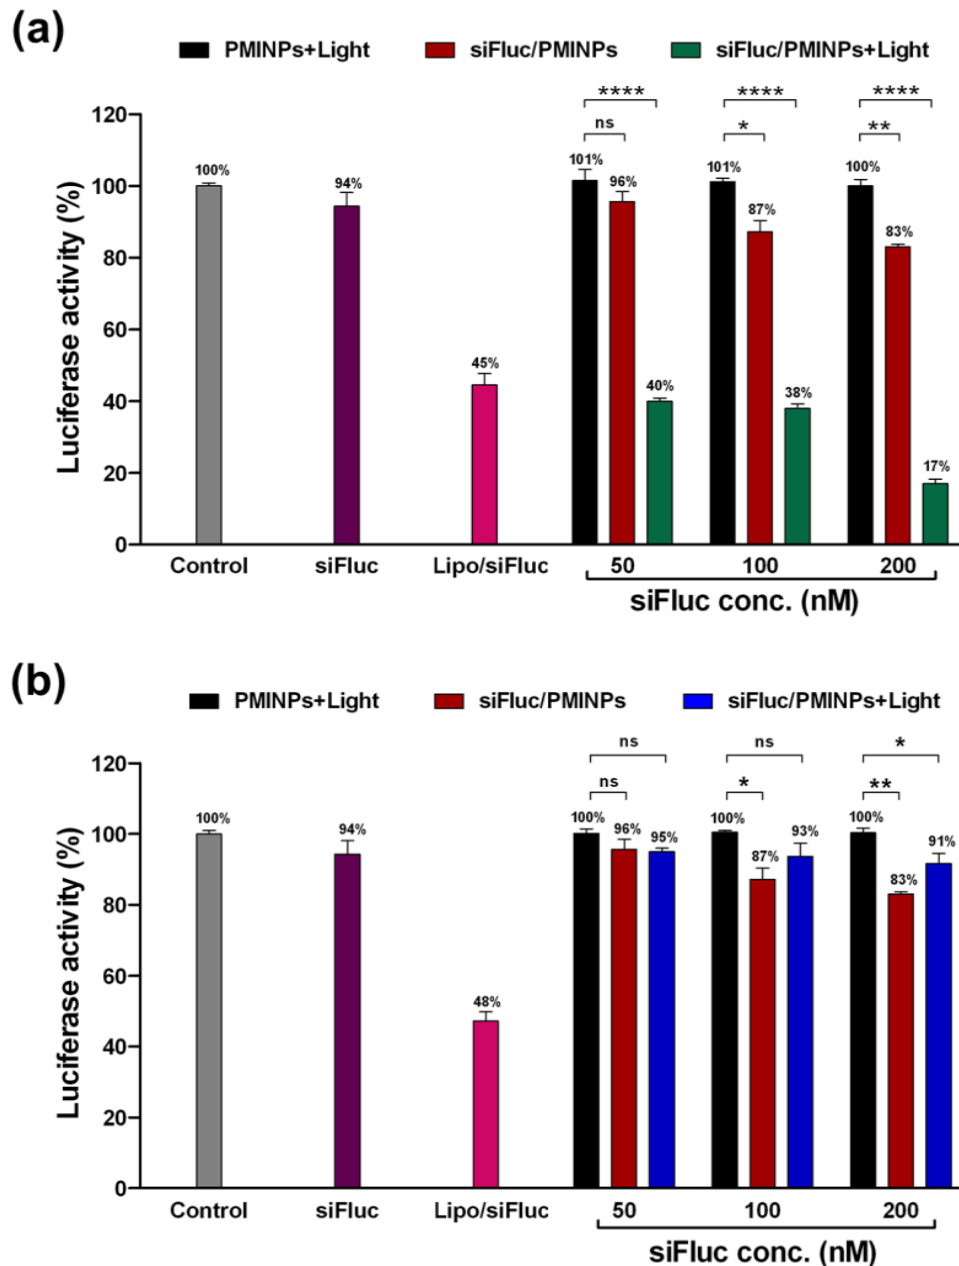 (a)
PMINPs+Light siFluc/PMINPs siFluc/PMINPs+Light
**** **** ****
ns * **
120
100
80
60
40
20
0
Luciferase activity (%)
100% 94% 45% 101% 96% 40% 101% 87% 38% 100% 83% 17%
Control siFluc Lipo/siFluc 50 100 200
siFluc conc. (nM)
(b)
PMINPs+Light siFluc/PMINPs siFluc/PMINPs+Light
ns ns *
ns * **
120
100
80
60
40
20
0
Luciferase activity (%)
100% 94% 48% 100% 96% 95% 100% 87% 93% 100% 83% 91%
Control siFluc Lipo/siFluc 50 100 200
siFluc conc. (nM)